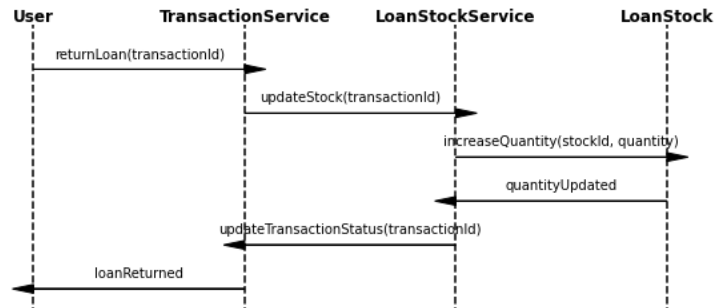 User TransactionService LoanStockService LoanStock
returnLoan(transactionId)
updateStock(transactionId)
increaseQuantity(stockId, quantity)
quantityUpdated
updateTransactionStatus(transactionId)
loanReturned